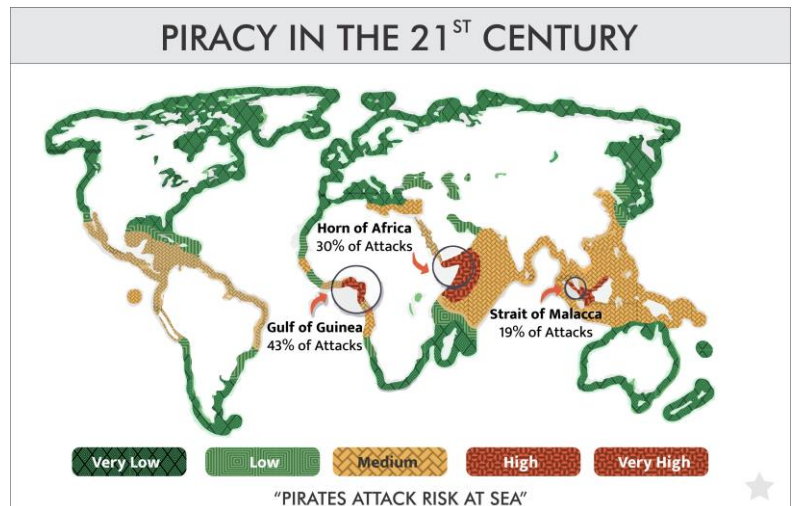 PIRACY IN THE 21ST CENTURY
Horn of Africa
30% of Attacks
Gulf of Guinea
43% of Attacks
Strait of Malacca
19% of Attacks
Very Low
Low
Medium
High
Very High
"PIRATES ATTACK RISK AT SEA"